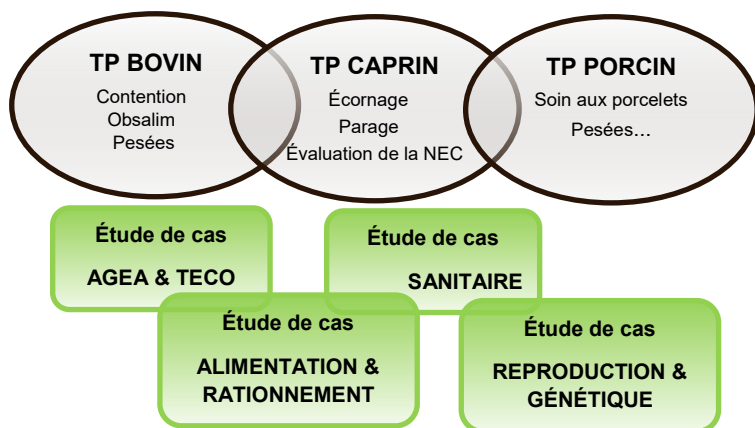 TP BOVIN
Contention
Obsalim
Pesées
TP CAPRIN
Écornage
Parage
Évaluation de la NEC
TP PORCIN
Soin aux porcelets
Pesées…
Étude de cas
AGEA & TECO
Étude de cas
SANITAIRE
Étude de cas
ALIMENTATION &
RATIONNEMENT
Étude de cas
REPRODUCTION &
GÉNÉTIQUE